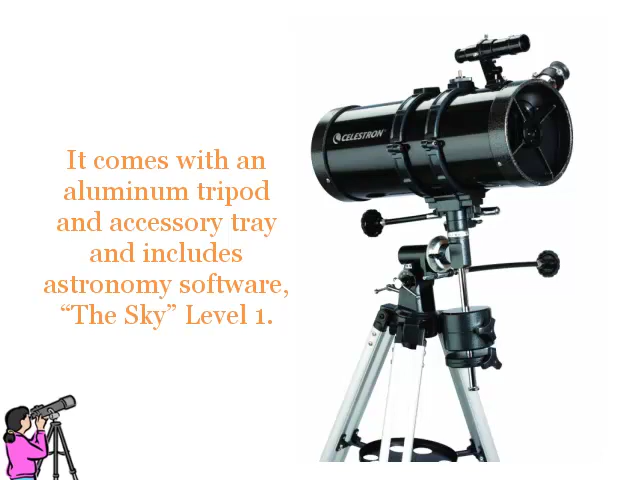 It comes with an
aluminum tripod
and accessory tray
and includes
astronomy software,
“The Sky” Level 1.
CELESTRON